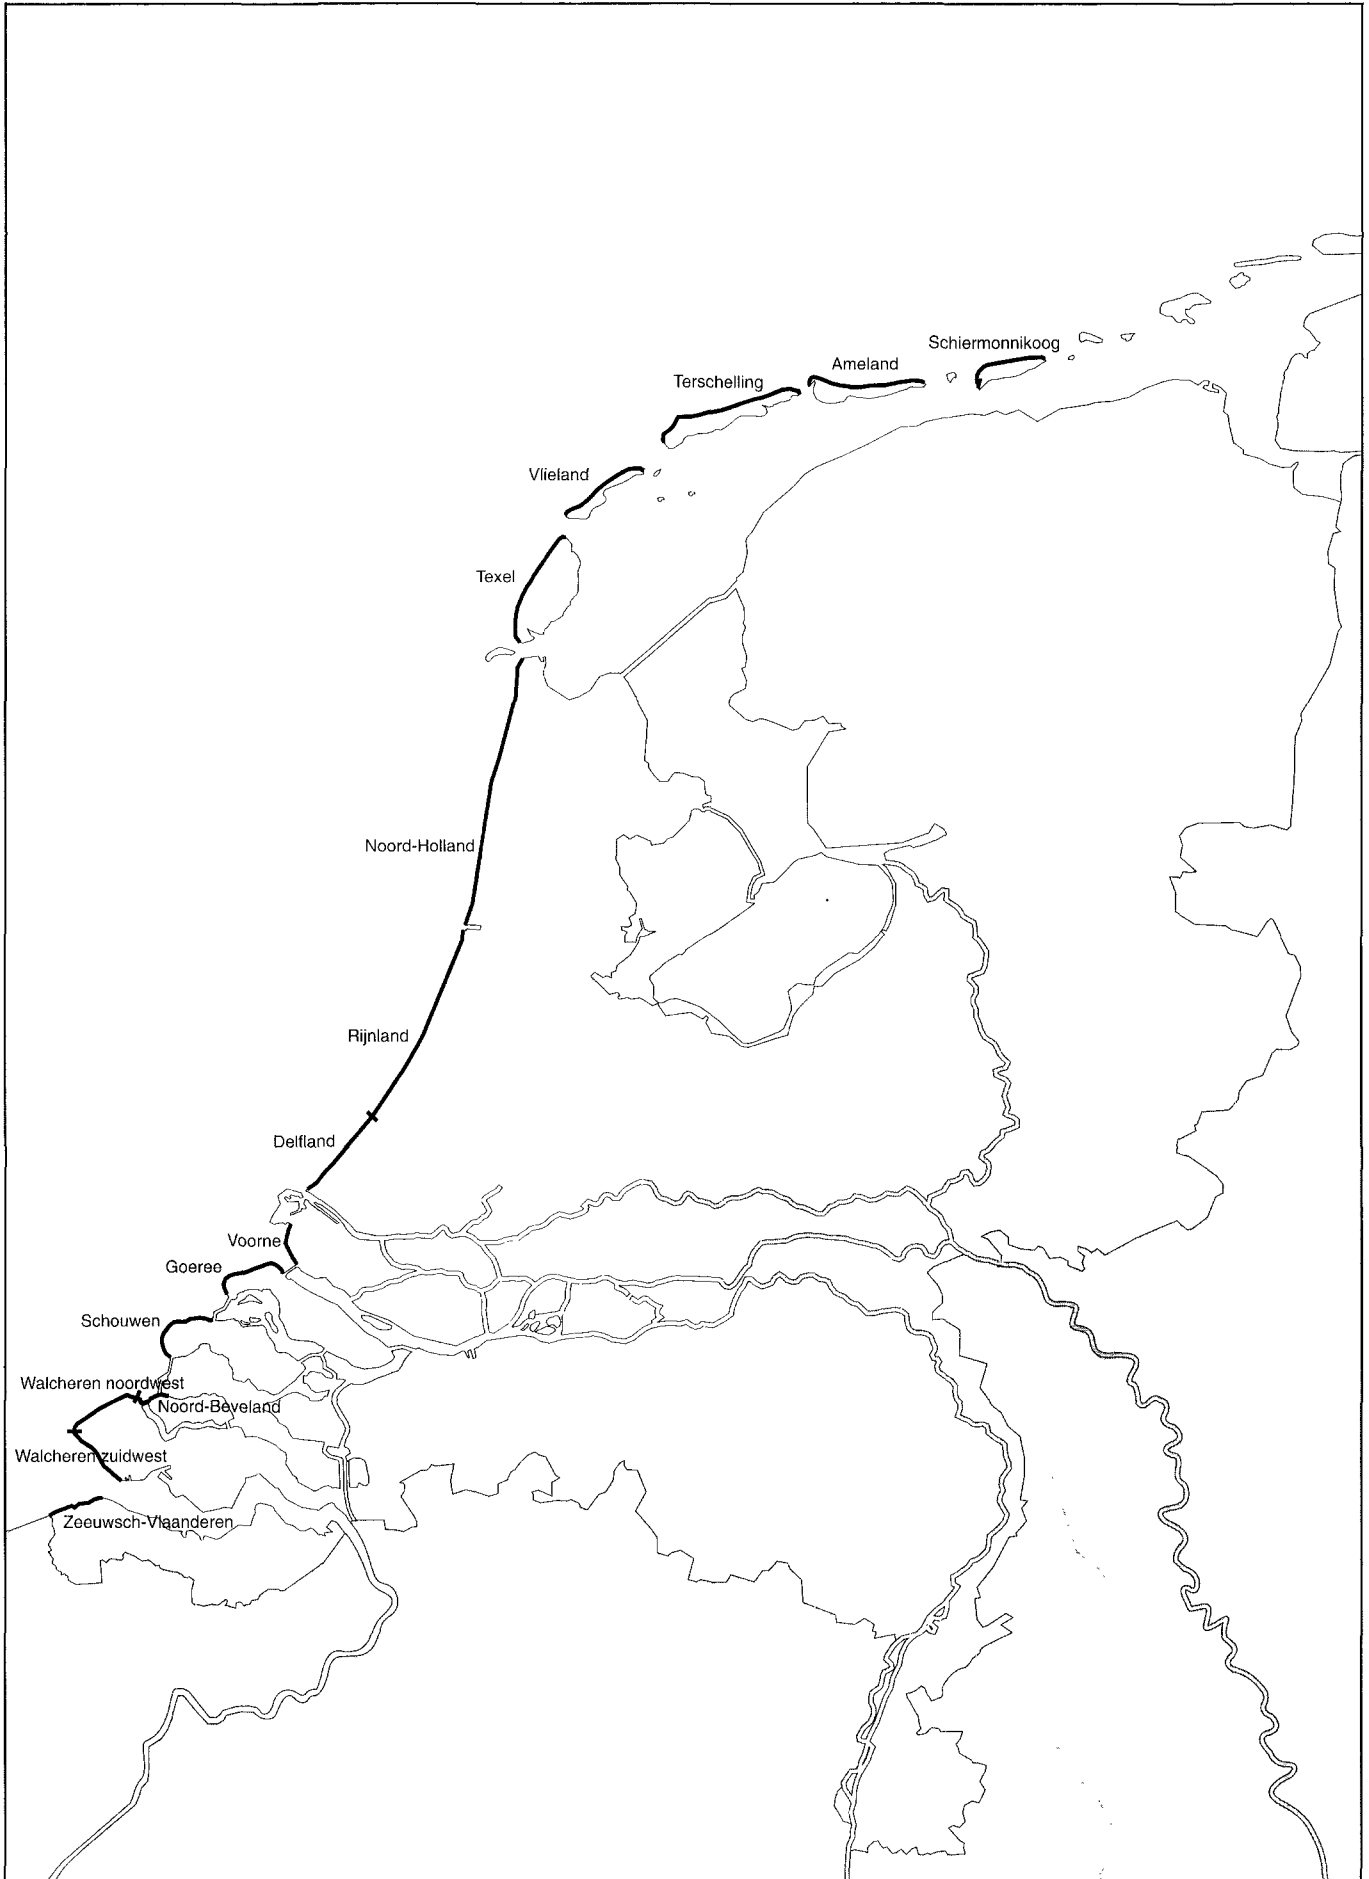 Schiermonnikoog
Ameland
Terschelling
Vlieland
Texel
Noord-Holland
Rijnland
Delfland
Voorne
Goeree
Schouwen
Walcheren noordwest
Noord-Beveland
Walcheren zuidwest
Zeeuwsch-Vlaanderen